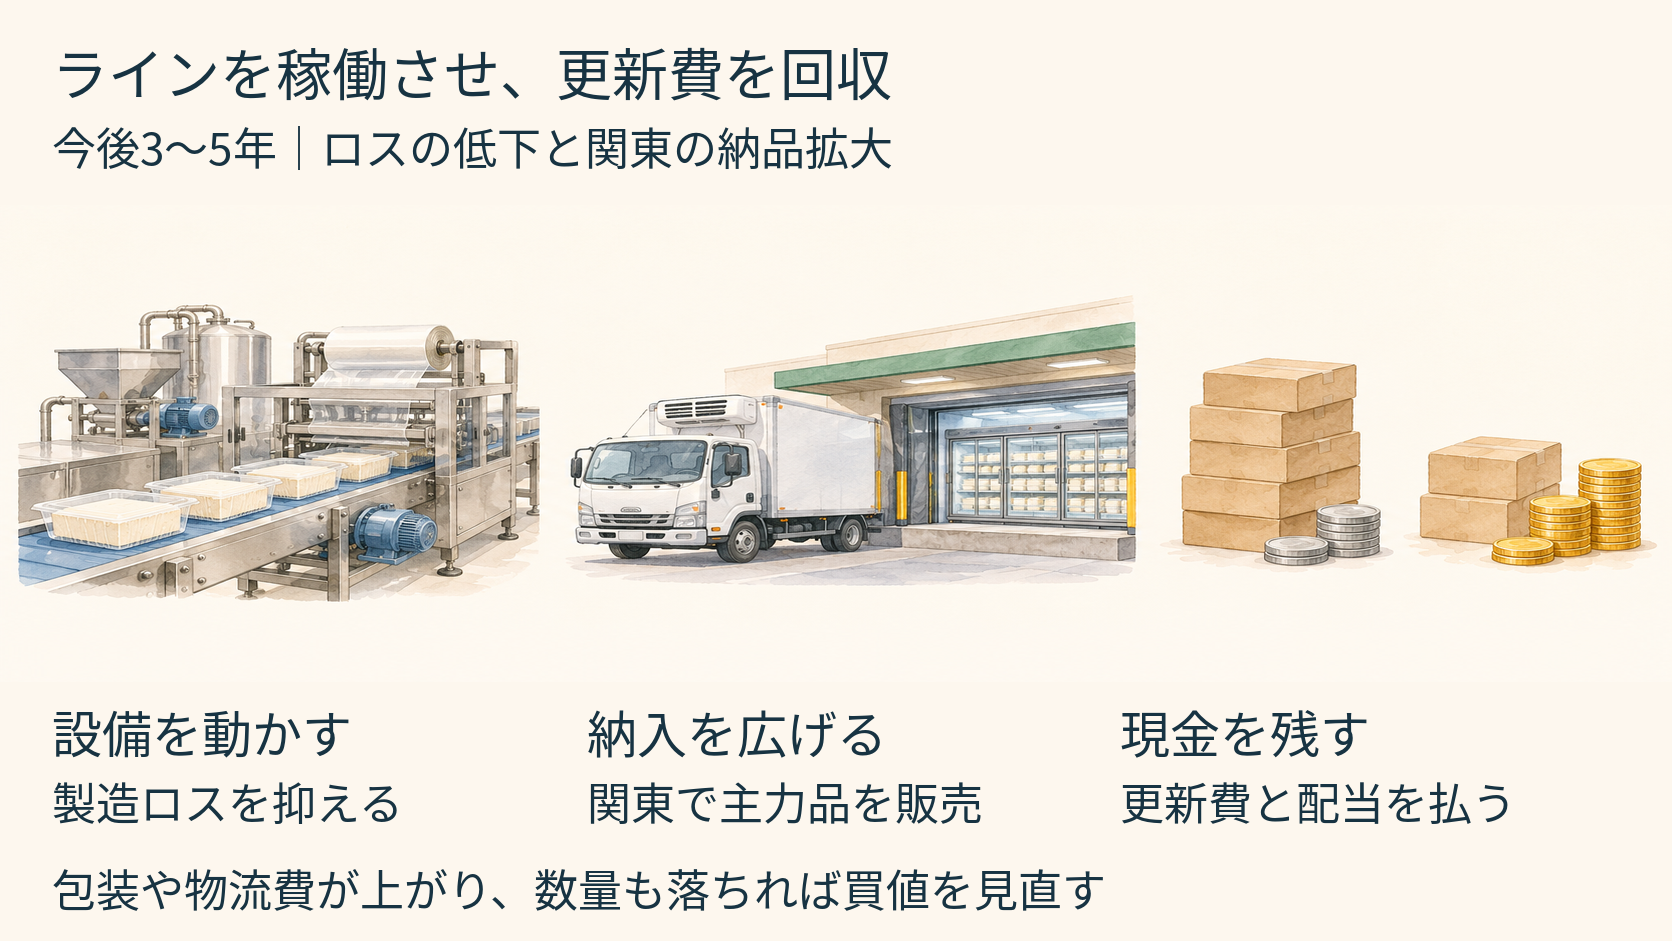 ラインを稼働させ、更新費を回収
今後3〜5年｜ロスの低下と関東の納品拡大
設備を動かす
製造ロスを抑える
納入を広げる
関東で主力品を販売
現金を残す
更新費と配当を払う
包装や物流費が上がり、数量も落ちれば買値を見直す